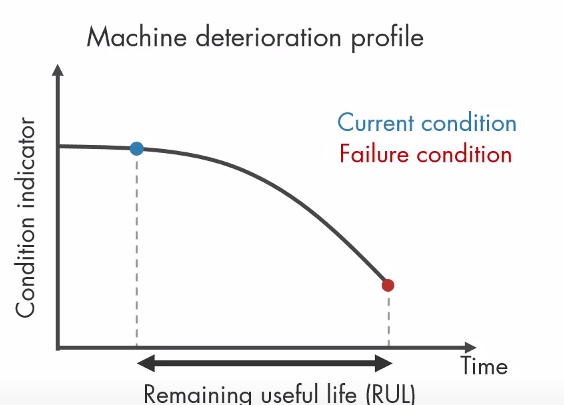 Machine deterioration profile
Condition indicator
Current condition
Failure condition
Time
Remaining useful life (RUL)